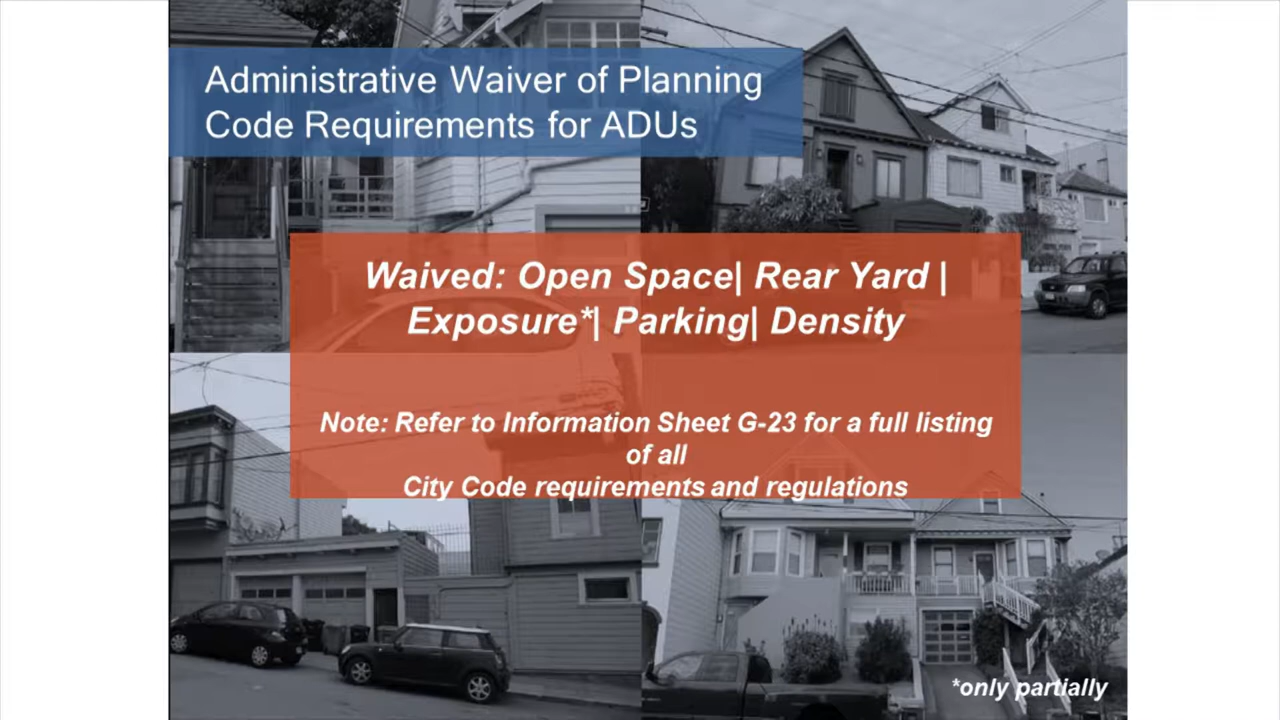 Administrative Waiver of Planning
Code Requirements for ADUs
Waived: Open Space| Rear Yard |
Exposure*| Parking| Density
Note: Refer to Information Sheet G-23 for a full listing
of all
City Code requirements and regulations
*only partially